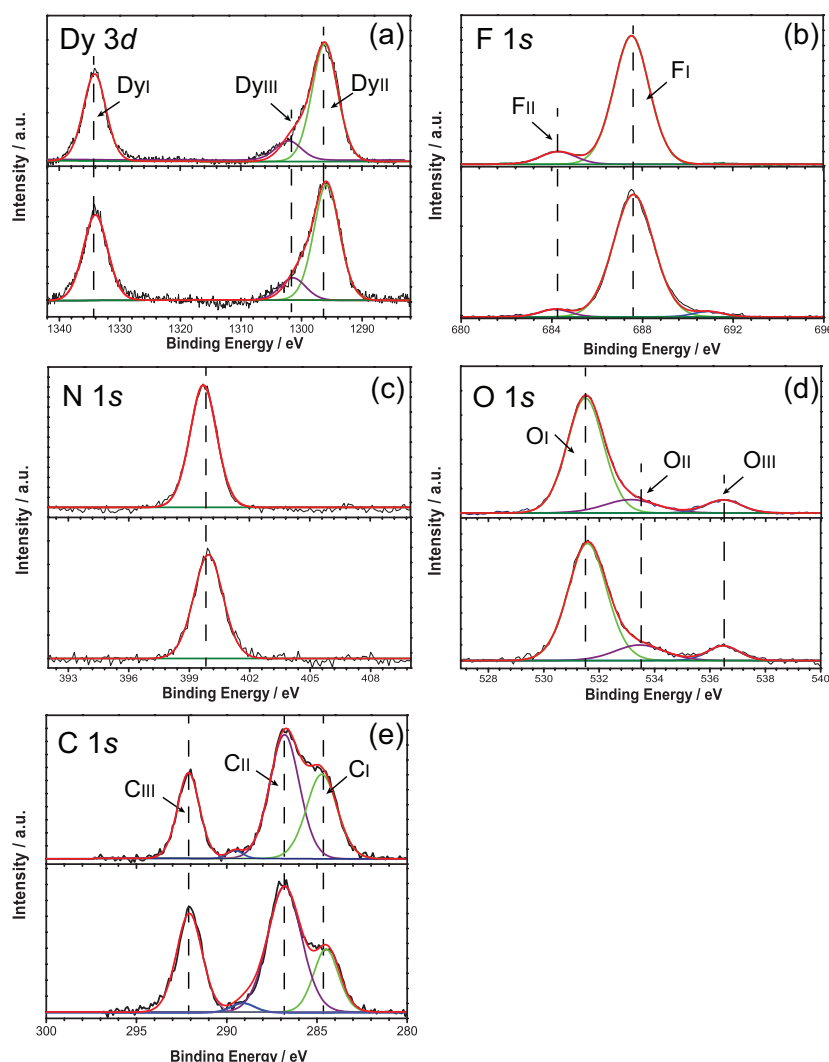 Dy 3d
(a)
DyI
DyIII
DyII
Intensity / a.u.
1340 1330 1320 1310 1300 1290
Binding Energy / eV
F 1s
(b)
FII
FI
Intensity / a.u.
680 684 688 692 696
Binding Energy / eV
N 1s
(c)
Intensity / a.u.
393 396 399 402 405 408
Binding Energy / eV
O 1s
(d)
OI
OII
OIII
Intensity / a.u.
528 530 532 534 536 538 540
Binding Energy / eV
C 1s
(e)
CIII
CII
CI
Intensity / a.u.
300 295 290 285 280
Binding Energy / eV